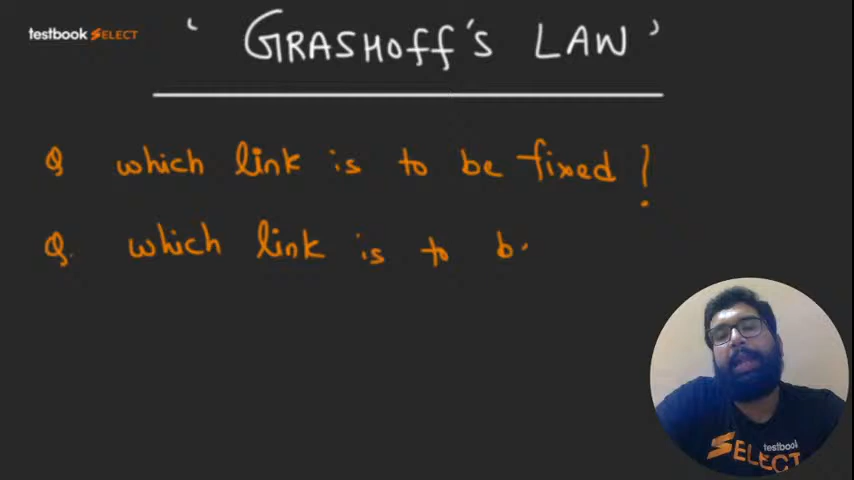 testbook SELECT
' GRASHOFF'S LAW '
Q which link is to be fixed ?
Q. which link is to b
testbook
SELECT